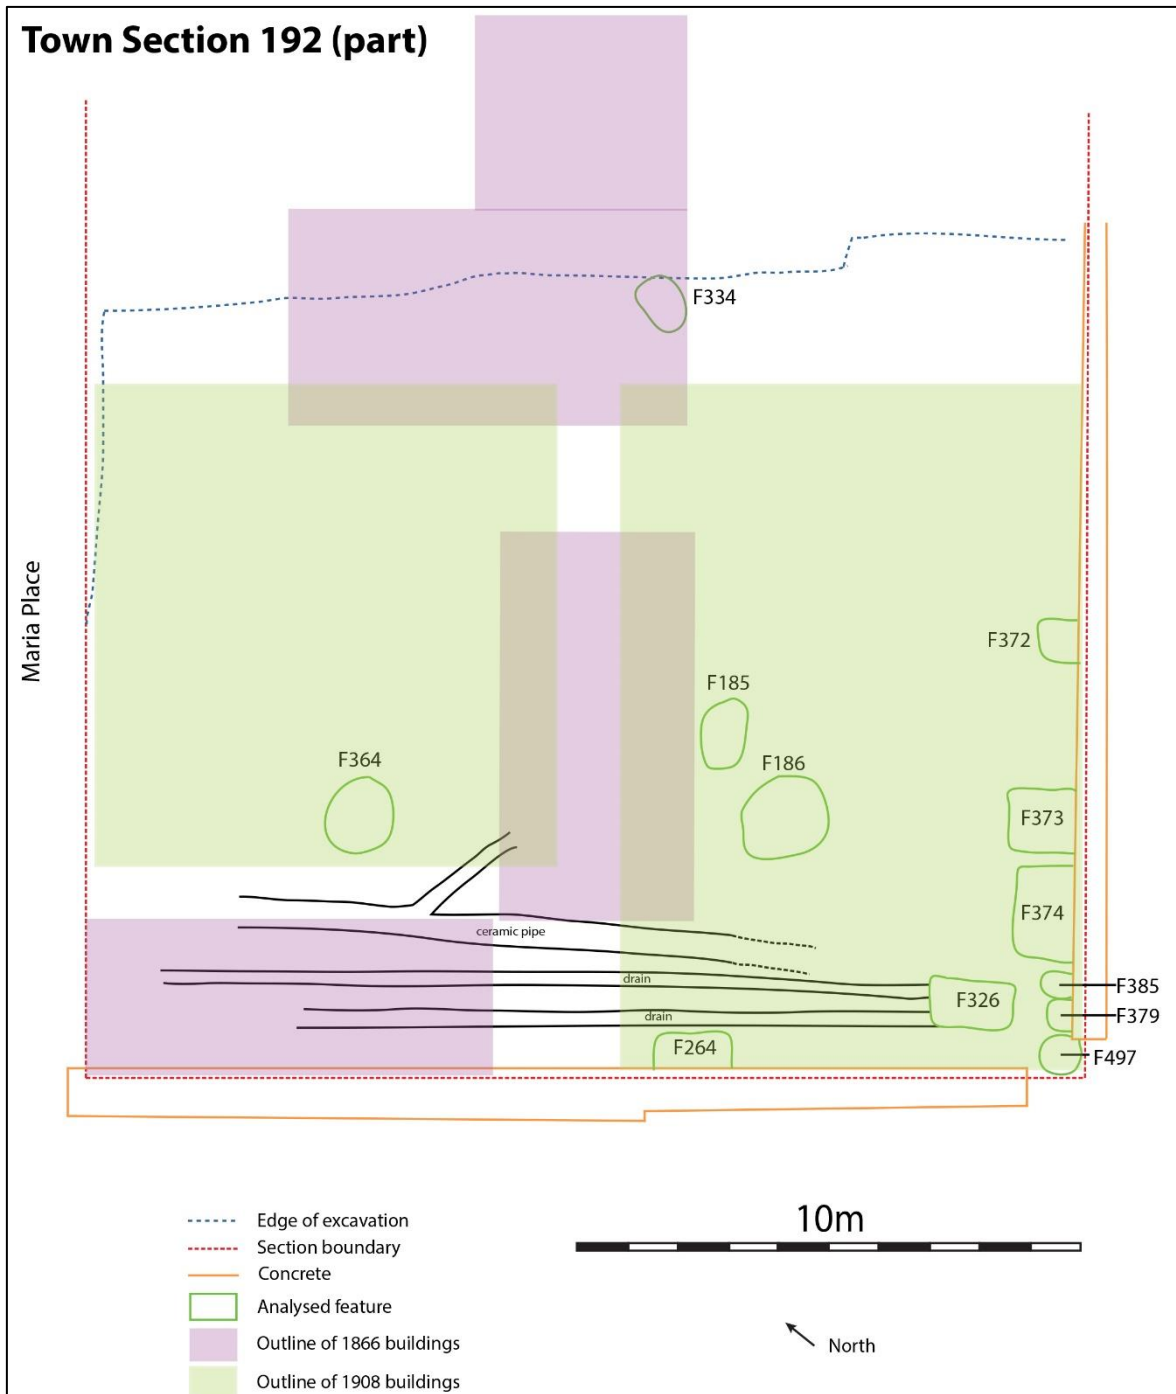 Town Section 192 (part)
F334
Maria Place
F372
F185
F364
F186
F373
F374
ceramic pipe
drain
F385
F326
F379
drain
F264
F497
10m
Edge of excavation
Section boundary
Concrete
Analysed feature
Outline of 1866 buildings
Outline of 1908 buildings
North